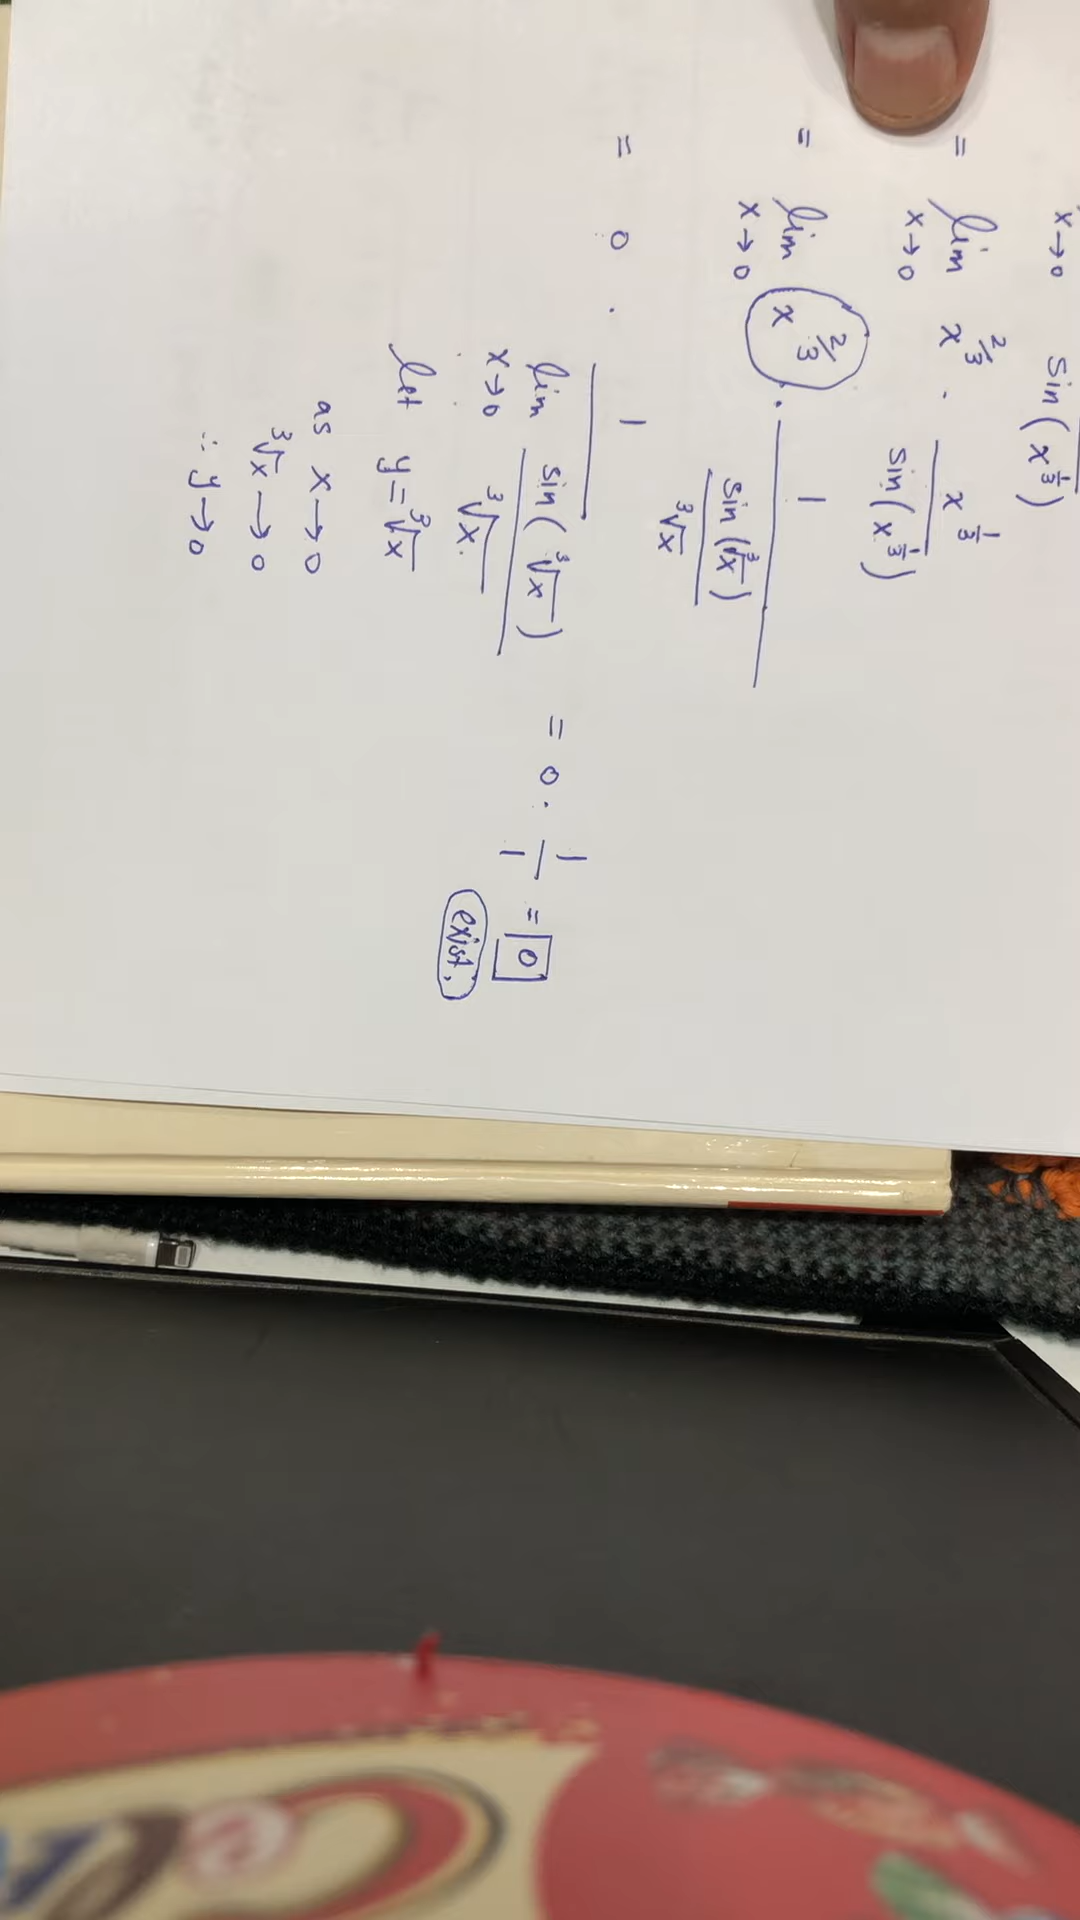 x→0 sin(x^{1/3})
= lim x→0 x^{2/3} · x^{1/3} / sin(x^{1/3})
= lim x→0 x^{2/3} · 1 / (sin(∛x) / ∛x)
= 0 · 1 / (lim x→0 sin(∛x) / ∛x.) = 0 · 1/1 = 0
exist.
let y = ∛x
as x→0
∛x → 0
∴ y→0